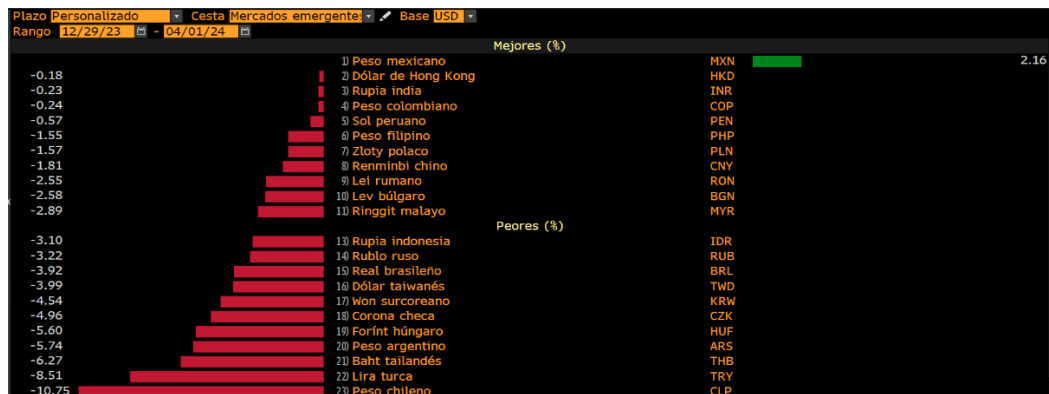 Plazo Personalizado Cesta Mercados emergente: Base USD
Rango 12/29/23 - 04/01/24
Mejores (%)
1) Peso mexicano MXN 2.16
-0.18 2) Dólar de Hong Kong HKD
-0.23 3) Rupia india INR
-0.24 4) Peso colombiano COP
-0.57 5) Sol peruano PEN
-1.55 6) Peso filipino PHP
-1.57 7) Zloty polaco PLN
-1.81 8) Renminbi chino CNY
-2.55 9) Lei rumano RON
-2.58 10) Lev búlgaro BGN
-2.89 11) Ringgit malayo MYR
Peores (%)
-3.10 13) Rupia indonesia IDR
-3.22 14) Rublo ruso RUB
-3.92 15) Real brasileño BRL
-3.99 16) Dólar taiwanés TWD
-4.54 17) Won surcoreano KRW
-4.96 18) Corona checa CZK
-5.60 19) Forínt húngaro HUF
-5.74 20) Peso argentino ARS
-6.27 21) Baht tailandés THB
-8.51 22) Lira turca TRY
-10.75 23) Peso chileno CLP